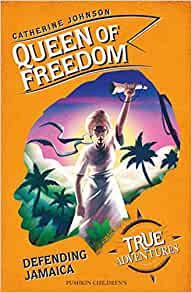 CATHERINE JOHNSON
QUEEN OF
FREEDOM
DEFENDING
JAMAICA
TRUE
ADVENTURES
PUSHKIN CHILDREN'S